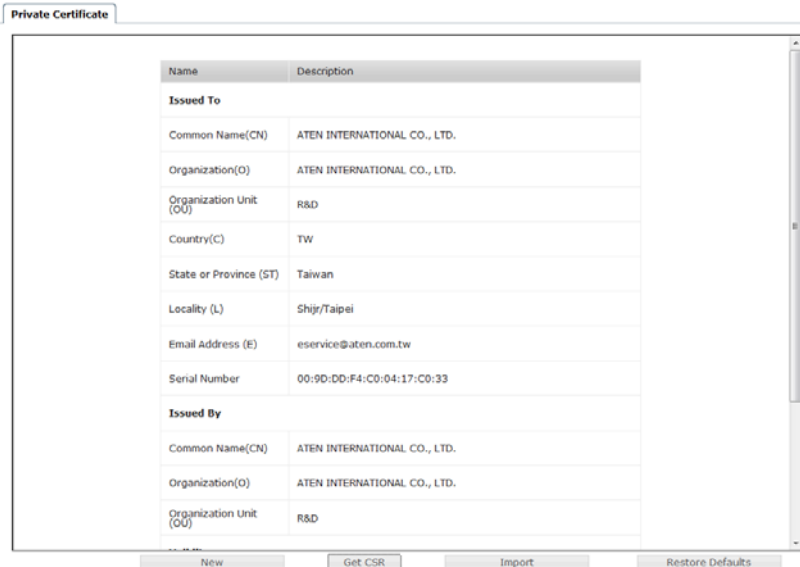 Private Certificate
Name Description
Issued To
Common Name(CN) ATEN INTERNATIONAL CO., LTD.
Organization(O) ATEN INTERNATIONAL CO., LTD.
Organization Unit
(OU) R&D
Country(C) TW
State or Province (ST) Taiwan
Locality (L) Shijr/Taipei
Email Address (E) eservice@aten.com.tw
Serial Number 00:9D:DD:F4:C0:04:17:C0:33
Issued By
Common Name(CN) ATEN INTERNATIONAL CO., LTD.
Organization(O) ATEN INTERNATIONAL CO., LTD.
Organization Unit
(OU) R&D
New Get CSR Import Restore Defaults